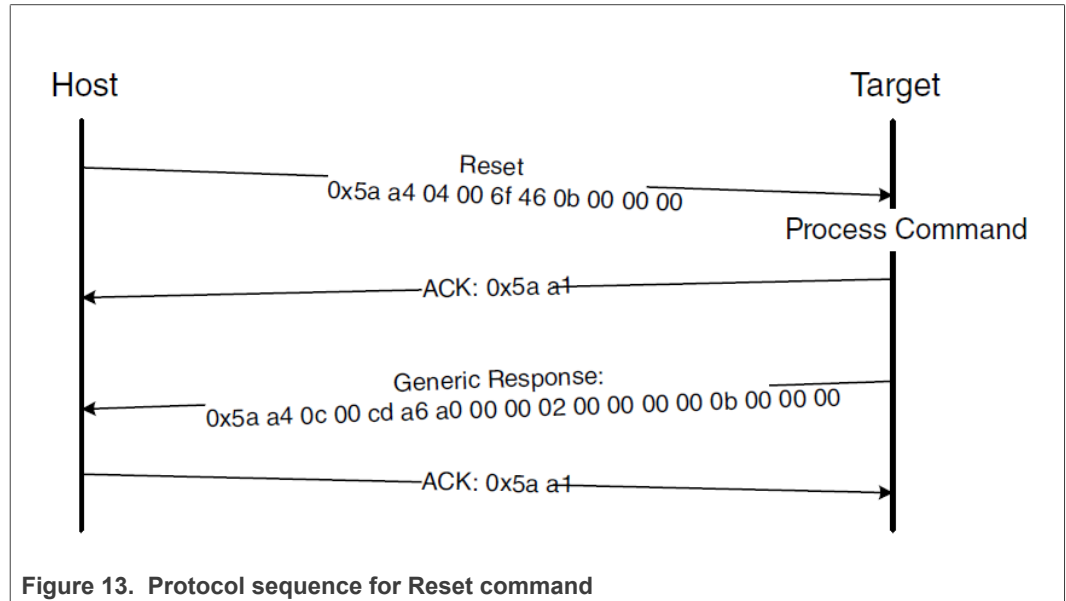 Host
Target
Reset
0x5a a4 04 00 6f 46 0b 00 00 00
Process Command
ACK: 0x5a a1
Generic Response:
0x5a a4 0c 00 cd a6 a0 00 00 02 00 00 00 00 0b 00 00 00
ACK: 0x5a a1
Figure 13. Protocol sequence for Reset command